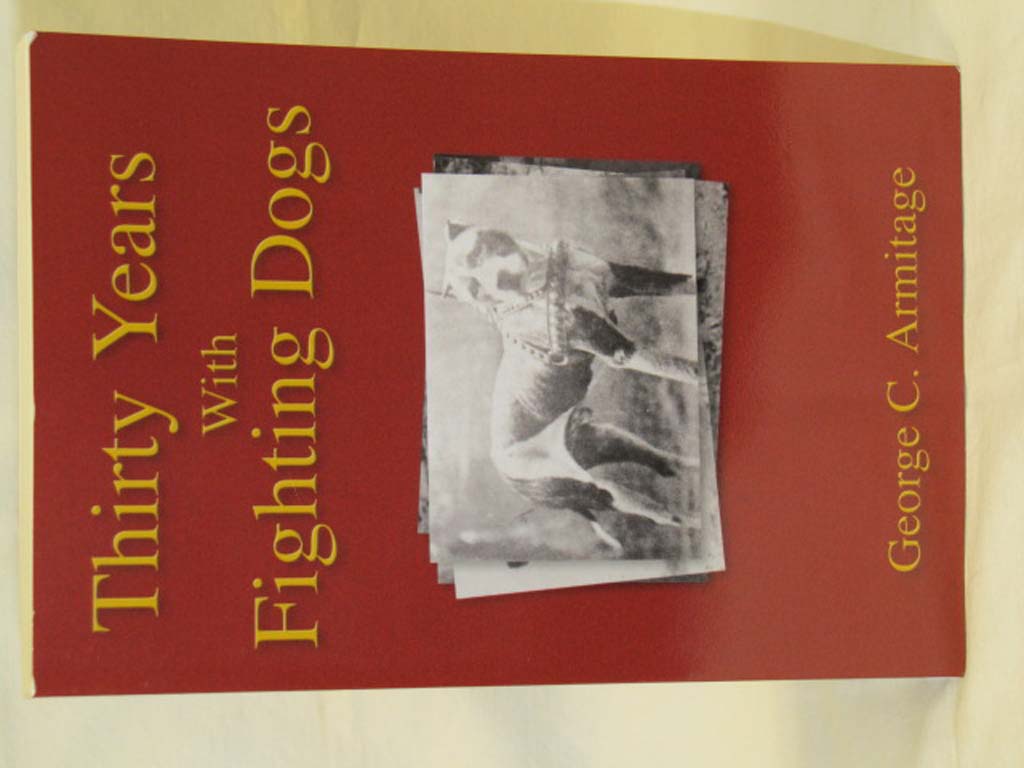 Thirty Years
With
Fighting Dogs
George C. Armitage